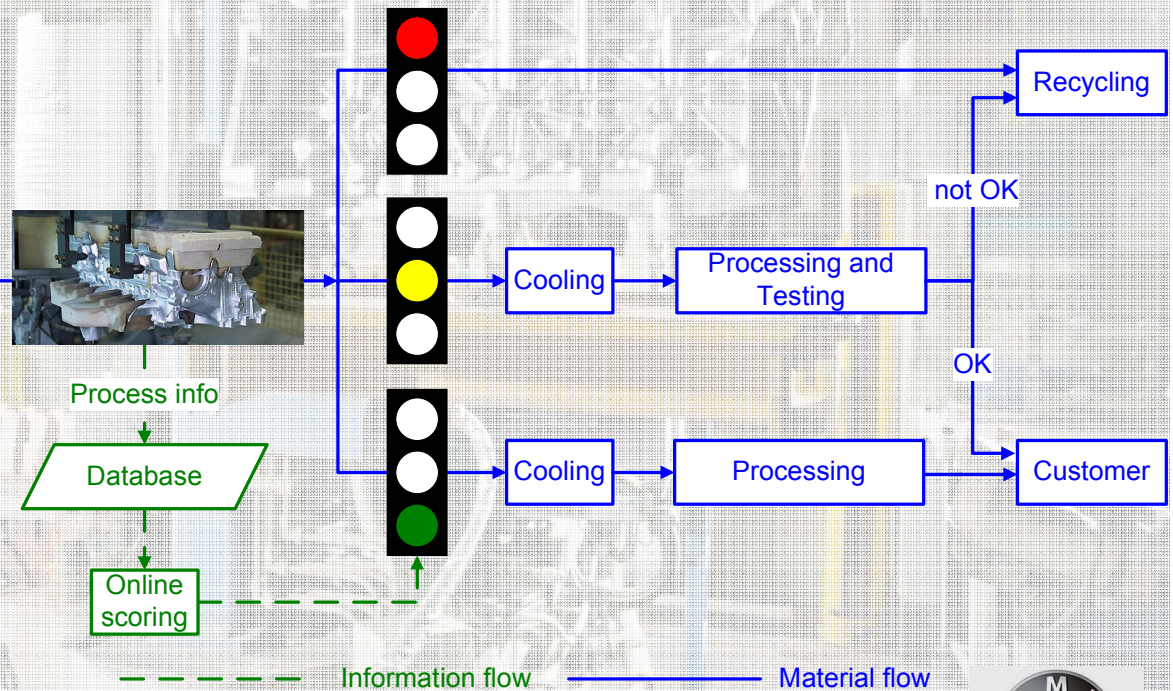 Recycling
not OK
Cooling
Processing and
Testing
Process info
OK
Database
Cooling
Processing
Customer
Online
scoring
Information flow
Material flow
M